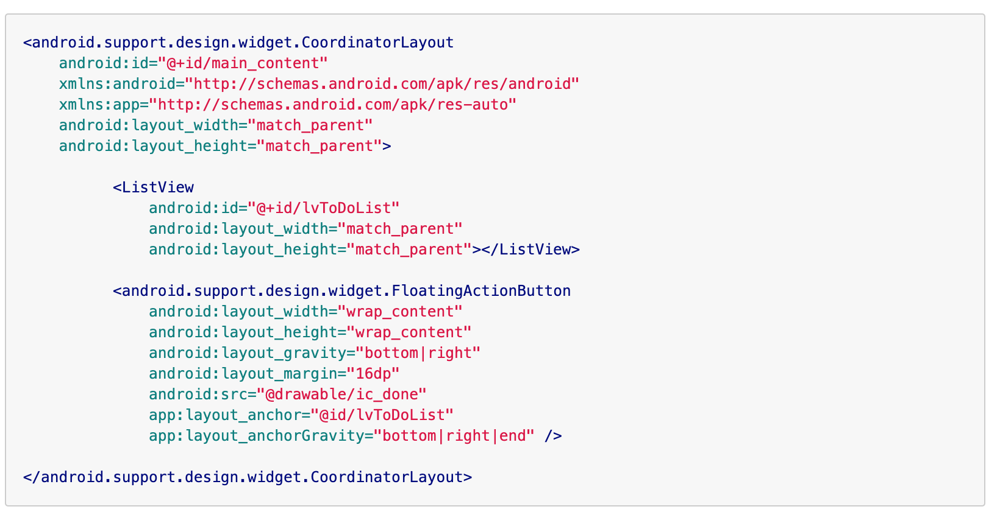 <android.support.design.widget.CoordinatorLayout
    android:id="@+id/main_content"
    xmlns:android="http://schemas.android.com/apk/res/android"
    xmlns:app="http://schemas.android.com/apk/res-auto"
    android:layout_width="match_parent"
    android:layout_height="match_parent">

          <ListView
              android:id="@+id/lvToDoList"
              android:layout_width="match_parent"
              android:layout_height="match_parent"></ListView>

          <android.support.design.widget.FloatingActionButton
              android:layout_width="wrap_content"
              android:layout_height="wrap_content"
              android:layout_gravity="bottom|right"
              android:layout_margin="16dp"
              android:src="@drawable/ic_done"
              app:layout_anchor="@id/lvToDoList"
              app:layout_anchorGravity="bottom|right|end" />

</android.support.design.widget.CoordinatorLayout>